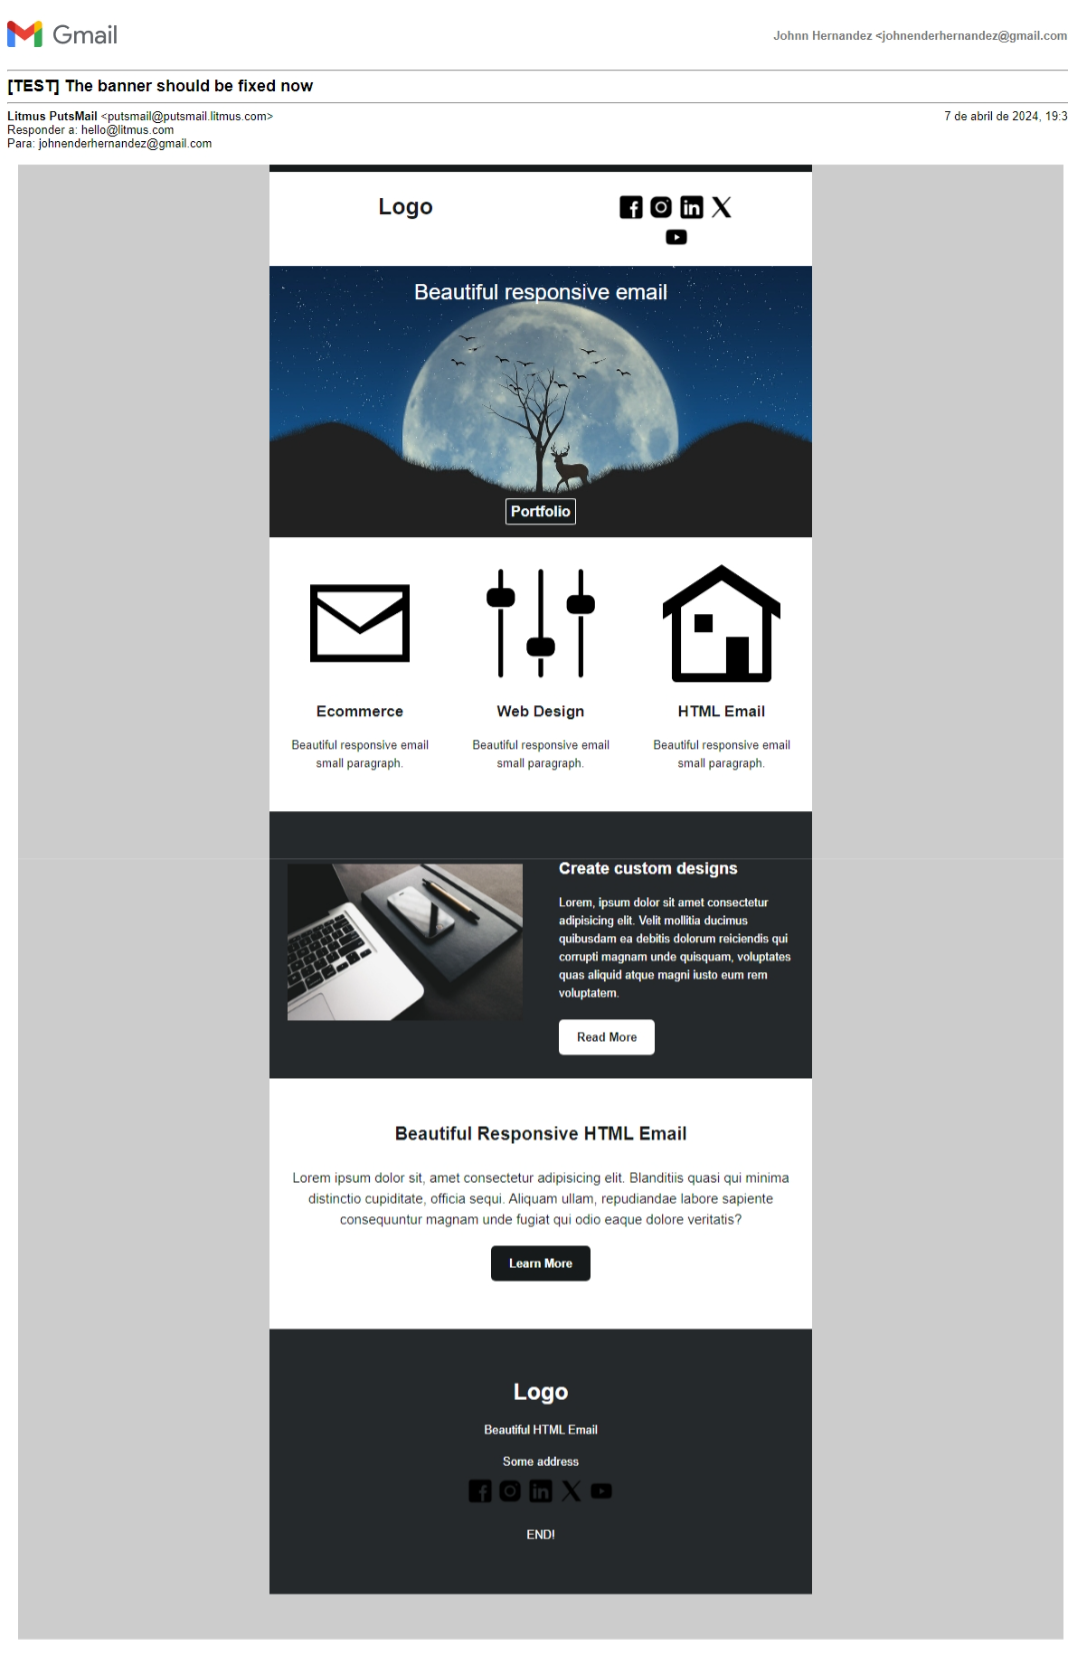 Gmail
Johnn Hernandez <johnenderhernandez@gmail.com
[TEST] The banner should be fixed now
Litmus PutsMail <putsmail@putsmail.litmus.com>
7 de abril de 2024, 19:3
Responder a: hello@litmus.com
Para: johnenderhernandez@gmail.com
Logo
Beautiful responsive email
Portfolio
Ecommerce
Web Design
HTML Email
Beautiful responsive email
small paragraph.
Beautiful responsive email
small paragraph.
Beautiful responsive email
small paragraph.
Create custom designs
Lorem, ipsum dolor sit amet consectetur
adipisicing elit. Velit mollitia ducimus
quibusdam ea debitis dolorum reiciendis qui
corrupti magnam unde quisquam, voluptates
quas aliquid atque magni iusto eum rem
voluptatem.
Read More
Beautiful Responsive HTML Email
Lorem ipsum dolor sit, amet consectetur adipisicing elit. Blanditiis quasi qui minima
distinctio cupiditate, officia sequi. Aliquam ullam, repudiandae labore sapiente
consequuntur magnam unde fugiat qui odio eaque dolore veritatis?
Learn More
Logo
Beautiful HTML Email
Some address
END!